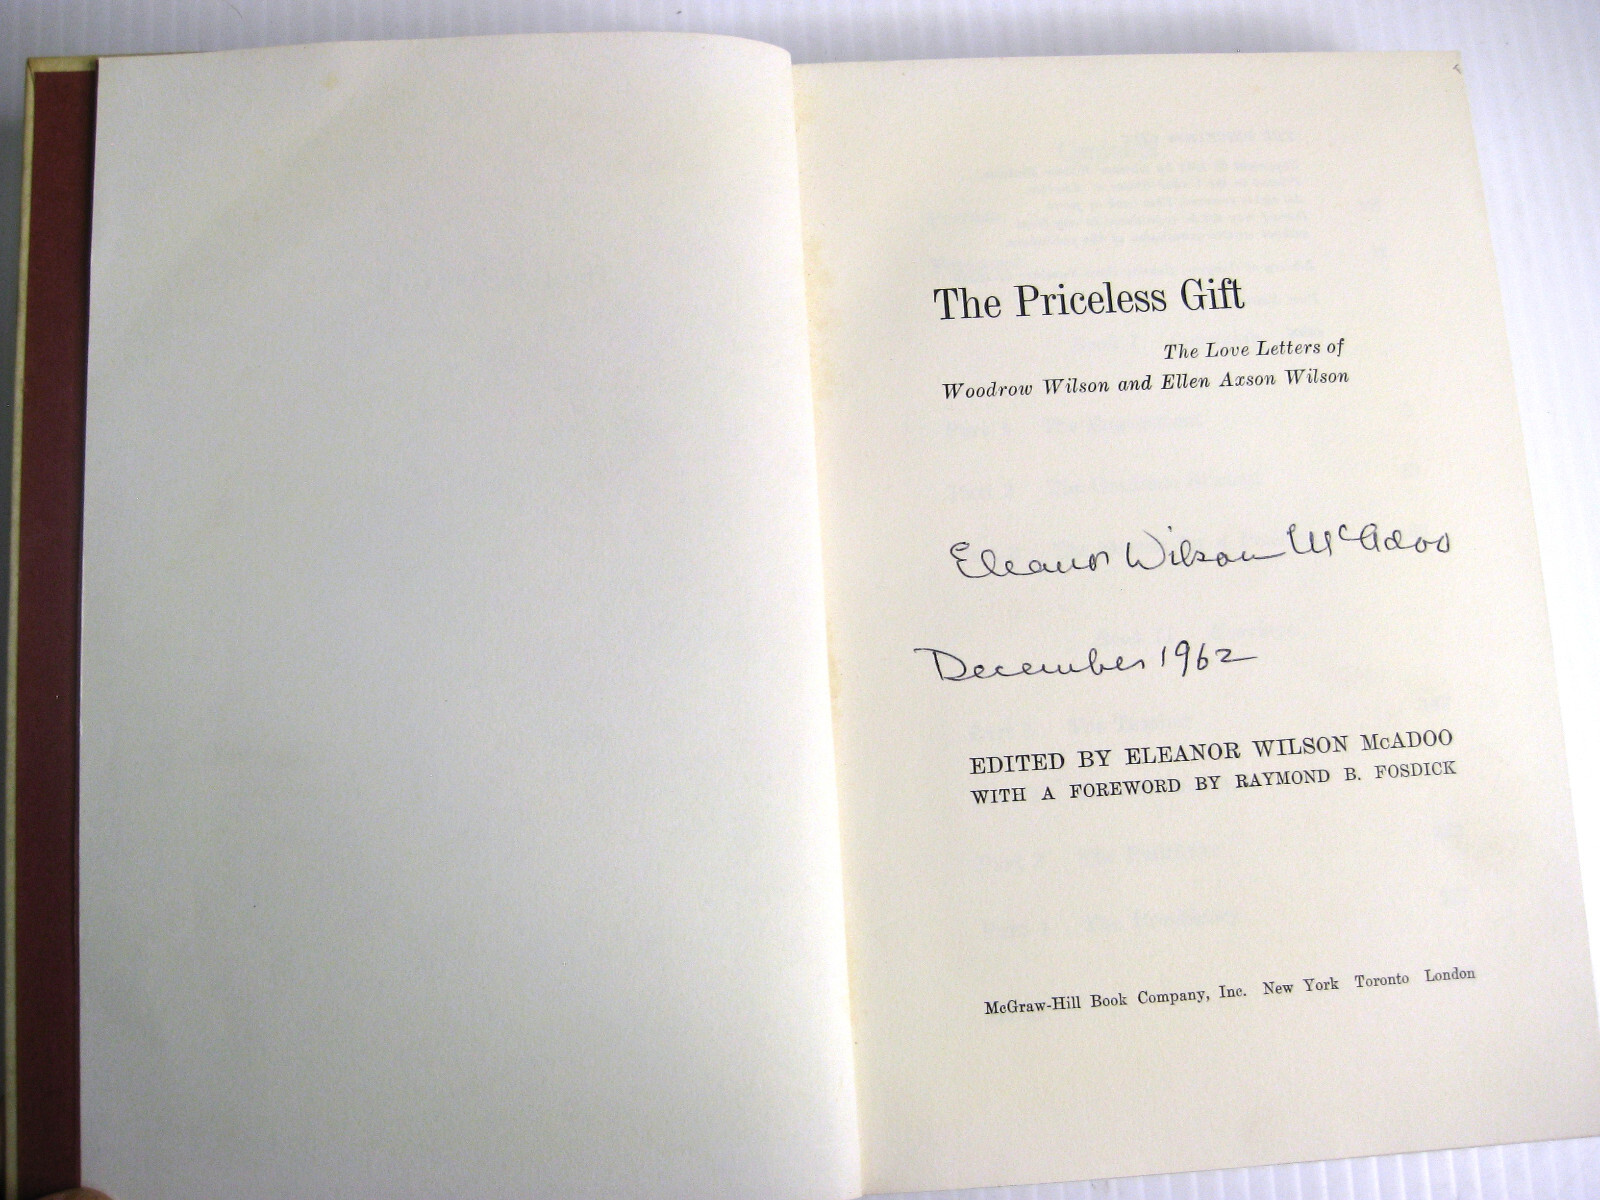 The Priceless Gift
The Love Letters of
Woodrow Wilson and Ellen Axson Wilson
Eleanor Wilson McAdoo
December 1962
EDITED BY ELEANOR WILSON McADOO
WITH A FOREWORD BY RAYMOND B. FOSDICK
McGraw-Hill Book Company, Inc. New York Toronto London